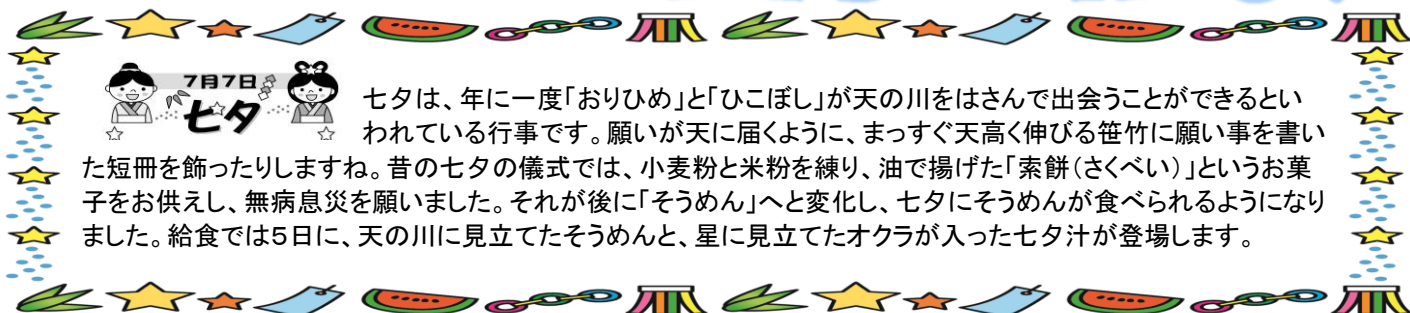 7月7日
七夕
七夕は、年に一度「おりひめ」と「ひこぼし」が天の川をはさんで出会うことができるとい
われている行事です。願いが天に届くように、まっすぐ天高く伸びる笹竹に願い事を書い
た短冊を飾ったりしますね。昔の七夕の儀式では、小麦粉と米粉を練り、油で揚げた「索餅（さくべい）」というお菓
子をお供えし、無病息災を願いました。それが後に「そうめん」へと変化し、七夕にそうめんが食べられるようになり
ました。給食では５日に、天の川に見立てたそうめんと、星に見立てたオクラが入った七夕汁が登場します。